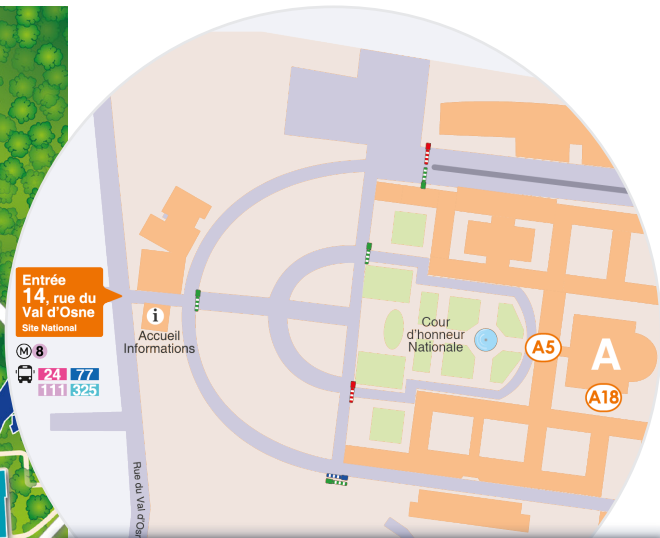 Entrée
14, rue du
Val d'Osne
Site National
M 8
24 77
111 325
i
Accueil
Informations
Cour
d'honneur
Nationale
A5
A
A18
Rue du Val d'Osn